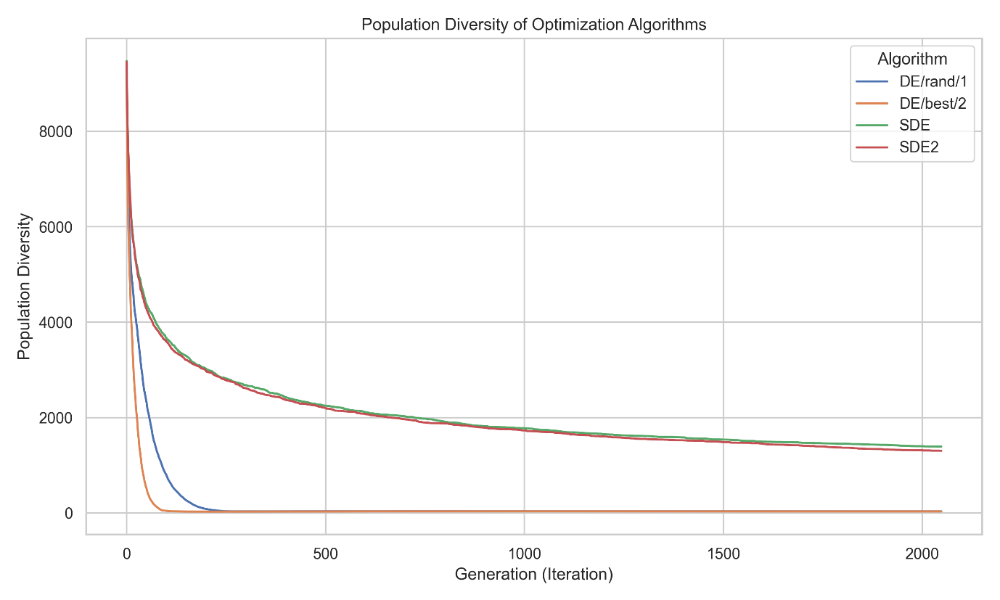 Population Diversity of Optimization Algorithms
Algorithm
DE/rand/1
DE/best/2
SDE
SDE2
Population Diversity
8000
6000
4000
2000
0
0 500 1000 1500 2000
Generation (Iteration)